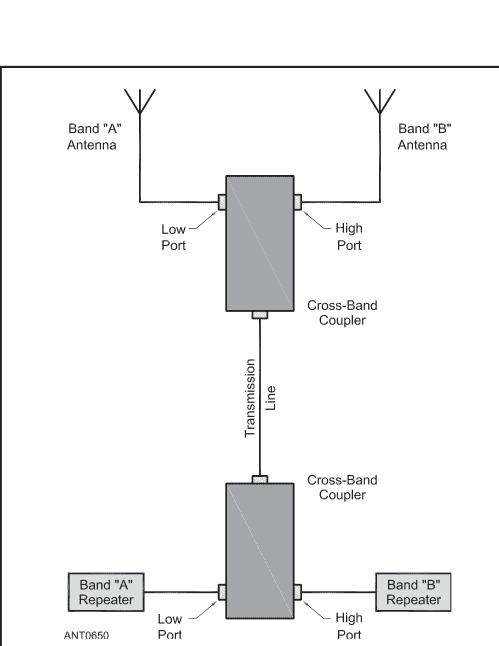 Band "A"
Antenna
Band "B"
Antenna
Low
Port
High
Port
Cross-Band
Coupler
Transmission
Line
Cross-Band
Coupler
Band "A"
Repeater
Band "B"
Repeater
Low
Port
High
Port
ANT0650